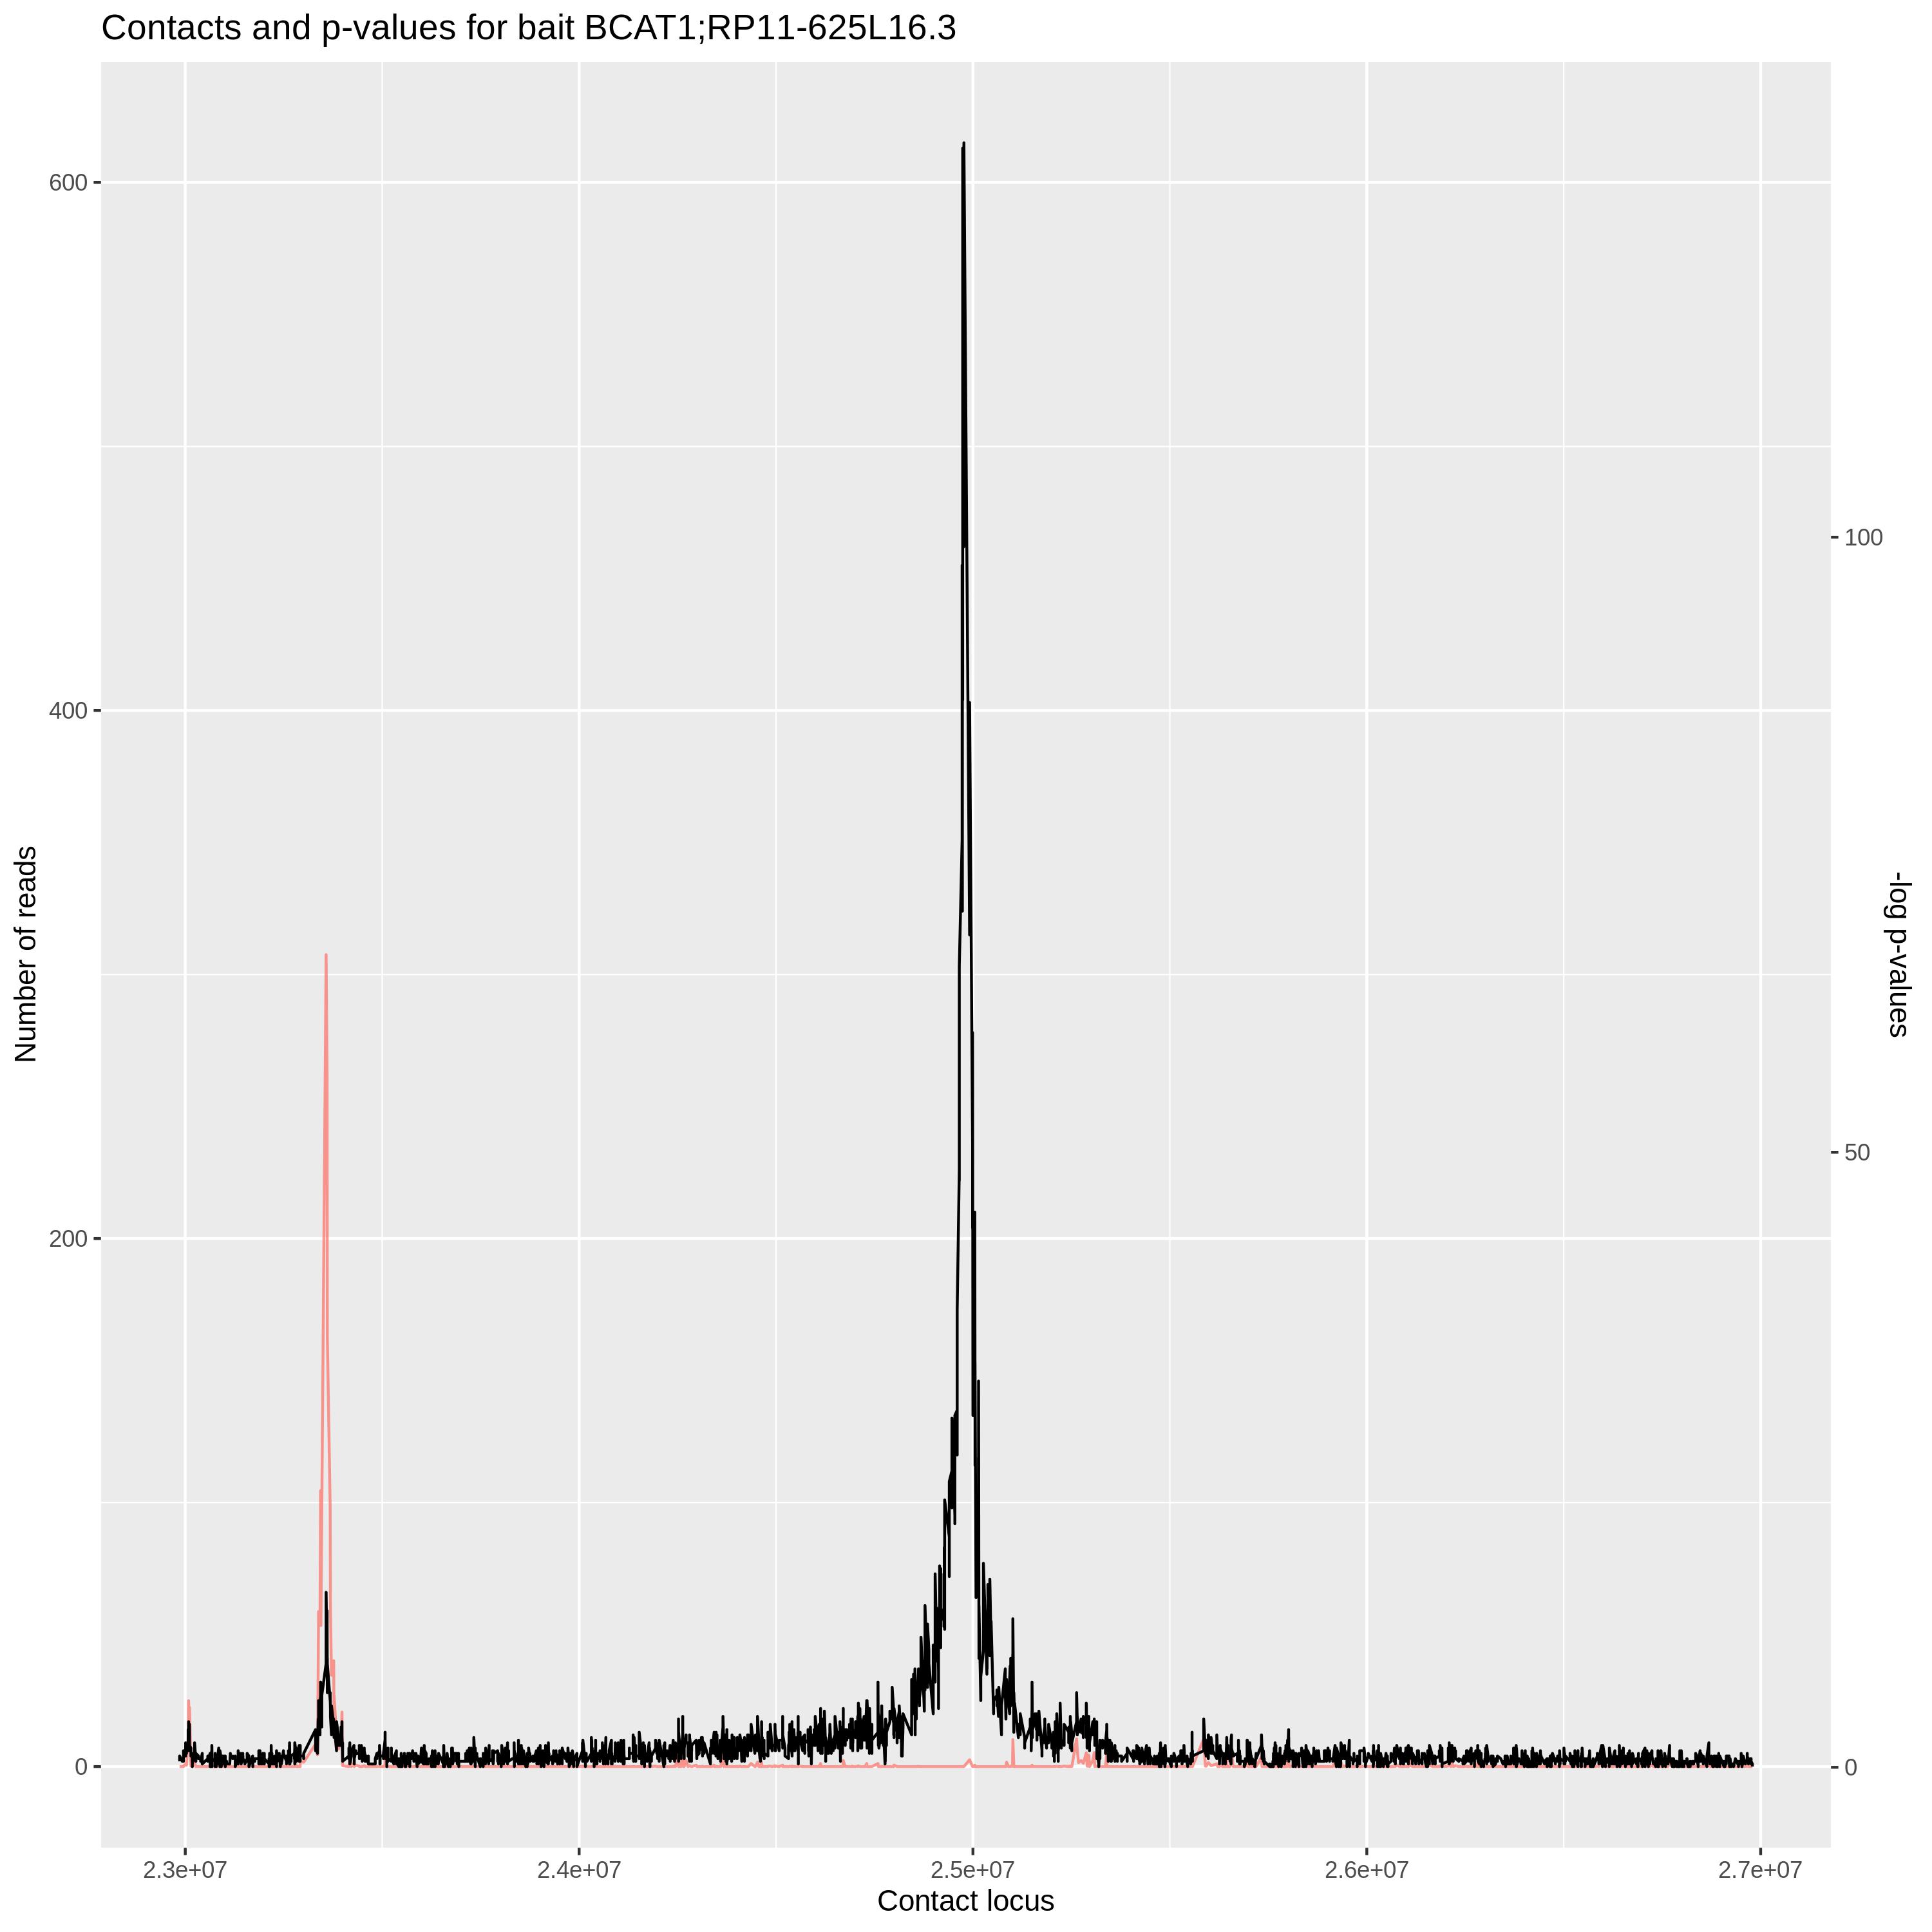 Contacts and p-values for bait BCAT1;RP11-625L16.3
600
400
200
0
Number of reads
100
50
0
-log p-values
2.3e+07 2.4e+07 2.5e+07 2.6e+07 2.7e+07
Contact locus